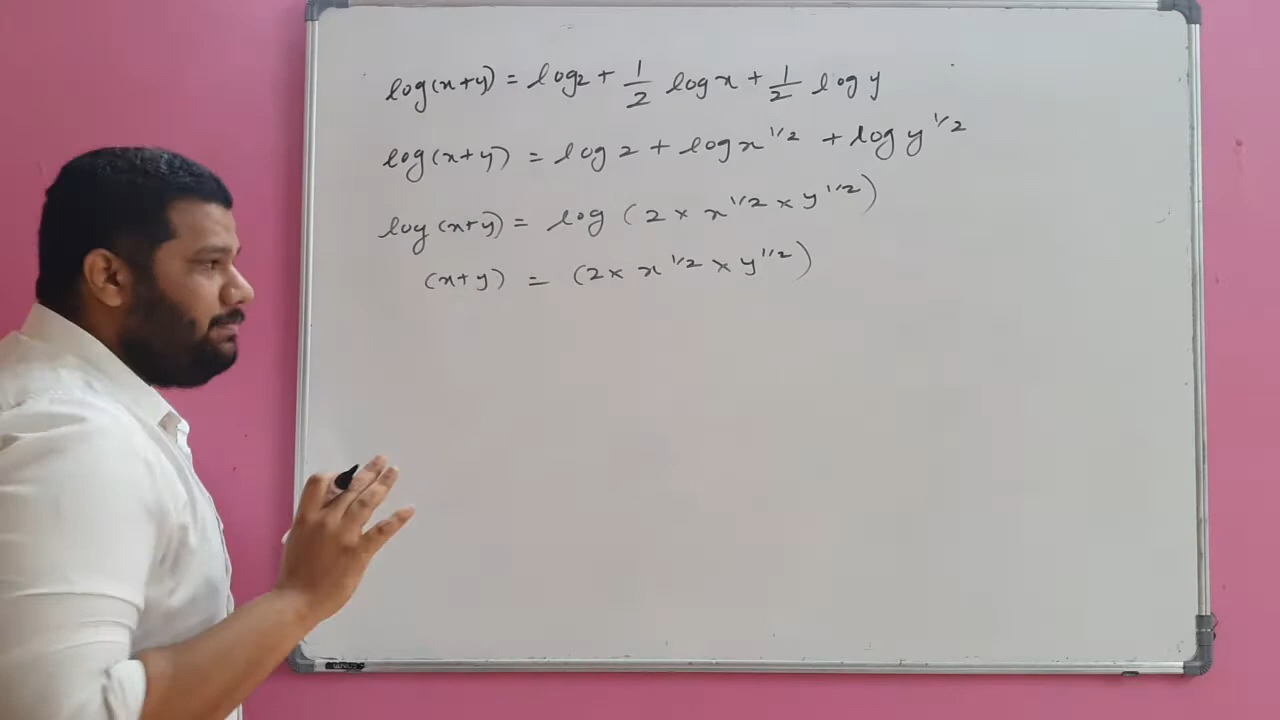 log(x+y) = log2 + 1/2 log x + 1/2 log y
log(x+y) = log 2 + log x^1/2 + log y^1/2
log (x+y) = log (2 × x^1/2 × y^1/2)
(x+y) = (2 × x^1/2 × y^1/2)